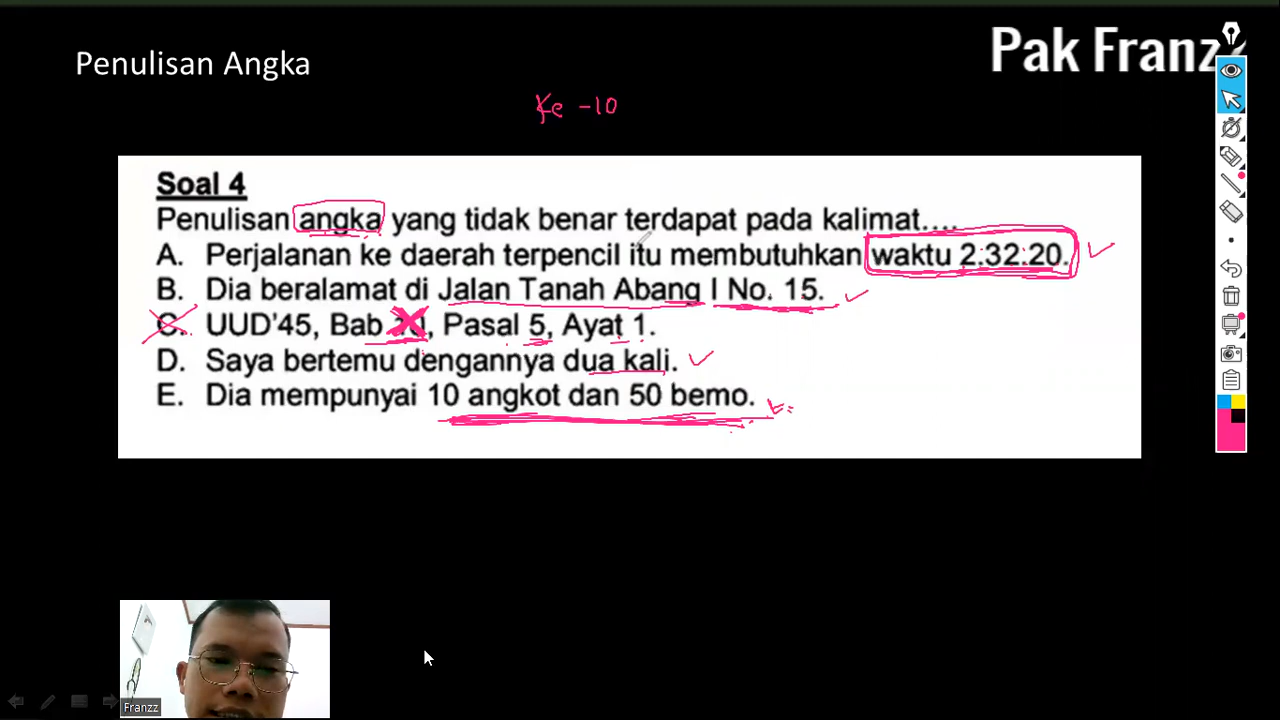 Penulisan Angka
Pak Franzz
Ke -10
Soal 4
Penulisan angka yang tidak benar terdapat pada kalimat....
A. Perjalanan ke daerah terpencil itu membutuhkan waktu 2:32:20.
B. Dia beralamat di Jalan Tanah Abang I No. 15.
C. UUD'45, Bab X, Pasal 5, Ayat 1.
D. Saya bertemu dengannya dua kali.
E. Dia mempunyai 10 angkot dan 50 bemo.
Franzz